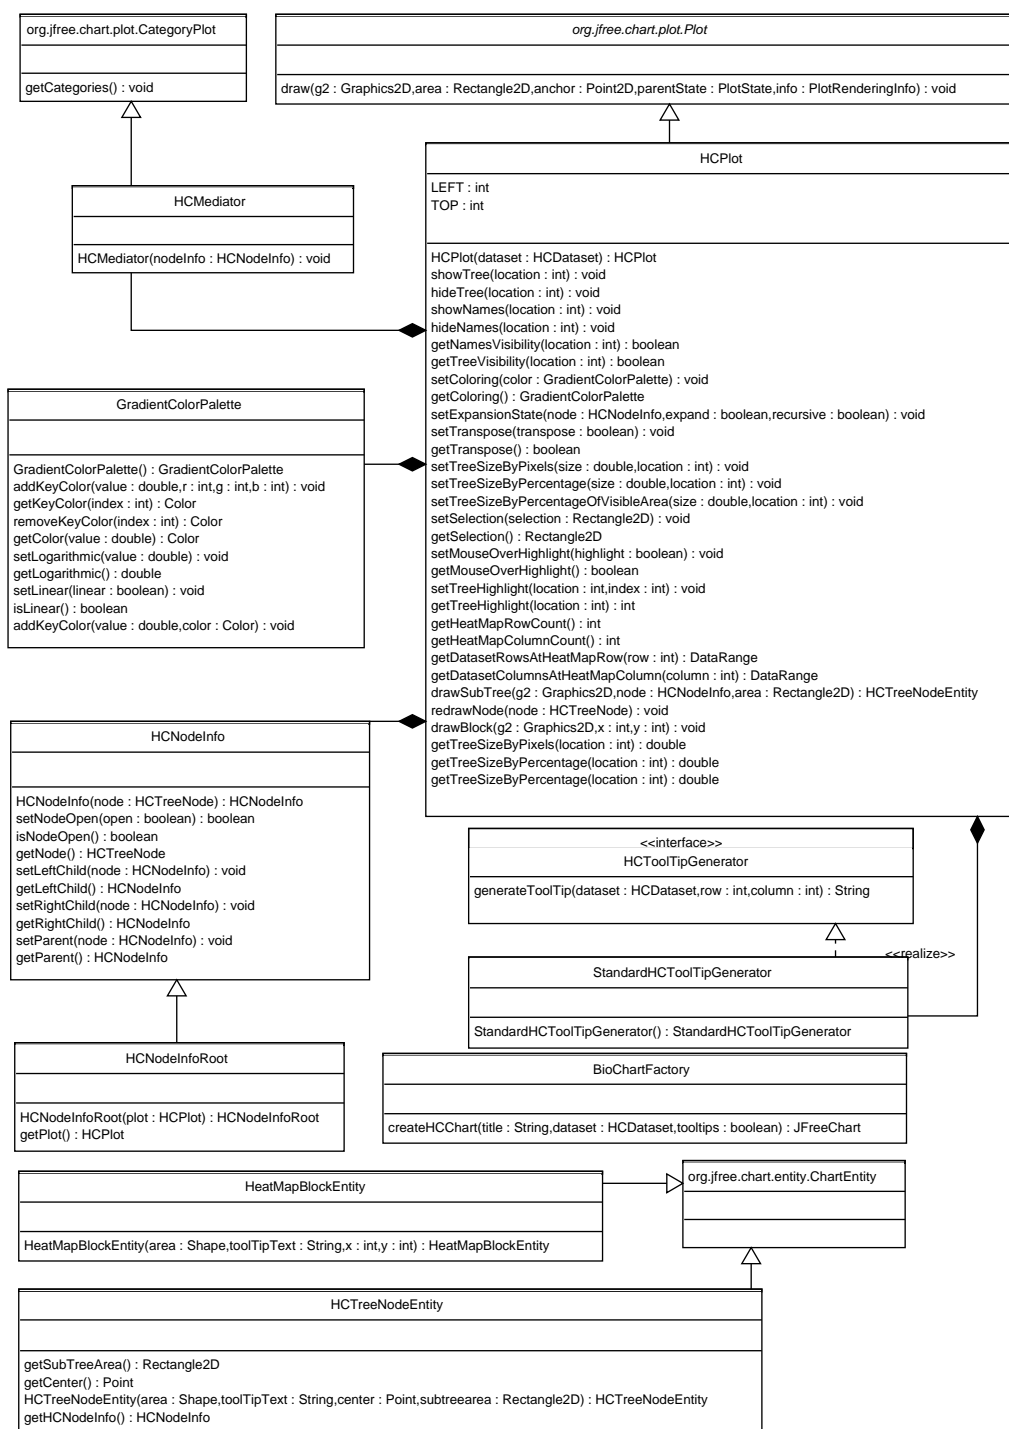 org.jfree.chart.plot.CategoryPlot
getCategories() : void
org.jfree.chart.plot.Plot
draw(g2 : Graphics2D,area : Rectangle2D,anchor : Point2D,parentState : PlotState,info : PlotRenderingInfo) : void
HCMediator
HCMediator(nodeInfo : HCNodeInfo) : void
HCPlot
LEFT : int
TOP : int
HCPlot(dataset : HCDataset) : HCPlot
showTree(location : int) : void
hideTree(location : int) : void
showNames(location : int) : void
hideNames(location : int) : void
getNamesVisibility(location : int) : boolean
getTreeVisibility(location : int) : boolean
setColoring(color : GradientColorPalette) : void
getColoring() : GradientColorPalette
setExpansionState(node : HCNodeInfo,expand : boolean,recursive : boolean) : void
setTranspose(transpose : boolean) : void
getTranspose() : boolean
setTreeSizeByPixels(size : double,location : int) : void
setTreeSizeByPercentage(size : double,location : int) : void
setTreeSizeByPercentageOfVisibleArea(size : double,location : int) : void
setSelection(selection : Rectangle2D) : void
getSelection() : Rectangle2D
setMouseOverHighlight(highlight : boolean) : void
getMouseOverHighlight() : boolean
setTreeHighlight(location : int,index : int) : void
getTreeHighlight(location : int) : int
getHeatMapRowCount() : int
getHeatMapColumnCount() : int
getDatasetRowsAtHeatMapRow(row : int) : DataRange
getDatasetColumnsAtHeatMapColumn(column : int) : DataRange
drawSubTree(g2 : Graphics2D,node : HCNodeInfo,area : Rectangle2D) : HCTreeNodeEntity
redrawNode(node : HCTreeNode) : void
drawBlock(g2 : Graphics2D,x : int,y : int) : void
getTreeSizeByPixels(location : int) : double
getTreeSizeByPercentage(location : int) : double
getTreeSizeByPercentage(location : int) : double
GradientColorPalette
GradientColorPalette() : GradientColorPalette
addKeyColor(value : double,r : int,g : int,b : int) : void
getKeyColor(index : int) : Color
removeKeyColor(index : int) : Color
getColor(value : double) : Color
setLogarithmic(value : double) : void
getLogarithmic() : double
setLinear(linear : boolean) : void
isLinear() : boolean
addKeyColor(value : double,color : Color) : void
HCNodeInfo
HCNodeInfo(node : HCTreeNode) : HCNodeInfo
setNodeOpen(open : boolean) : boolean
isNodeOpen() : boolean
getNode() : HCTreeNode
setLeftChild(node : HCNodeInfo) : void
getLeftChild() : HCNodeInfo
setRightChild(node : HCNodeInfo) : void
getRightChild() : HCNodeInfo
setParent(node : HCNodeInfo) : void
getParent() : HCNodeInfo
<<interface>>
HCToolTipGenerator
generateToolTip(dataset : HCDataset,row : int,column : int) : String
<<realize>>
StandardHCToolTipGenerator
StandardHCToolTipGenerator() : StandardHCToolTipGenerator
HCNodeInfoRoot
HCNodeInfoRoot(plot : HCPlot) : HCNodeInfoRoot
getPlot() : HCPlot
BioChartFactory
createHCChart(title : String,dataset : HCDataset,tooltips : boolean) : JFreeChart
HeatMapBlockEntity
HeatMapBlockEntity(area : Shape,toolTipText : String,x : int,y : int) : HeatMapBlockEntity
org.jfree.chart.entity.ChartEntity
HCTreeNodeEntity
getSubTreeArea() : Rectangle2D
getCenter() : Point
HCTreeNodeEntity(area : Shape,toolTipText : String,center : Point,subtreearea : Rectangle2D) : HCTreeNodeEntity
getHCNodeInfo() : HCNodeInfo